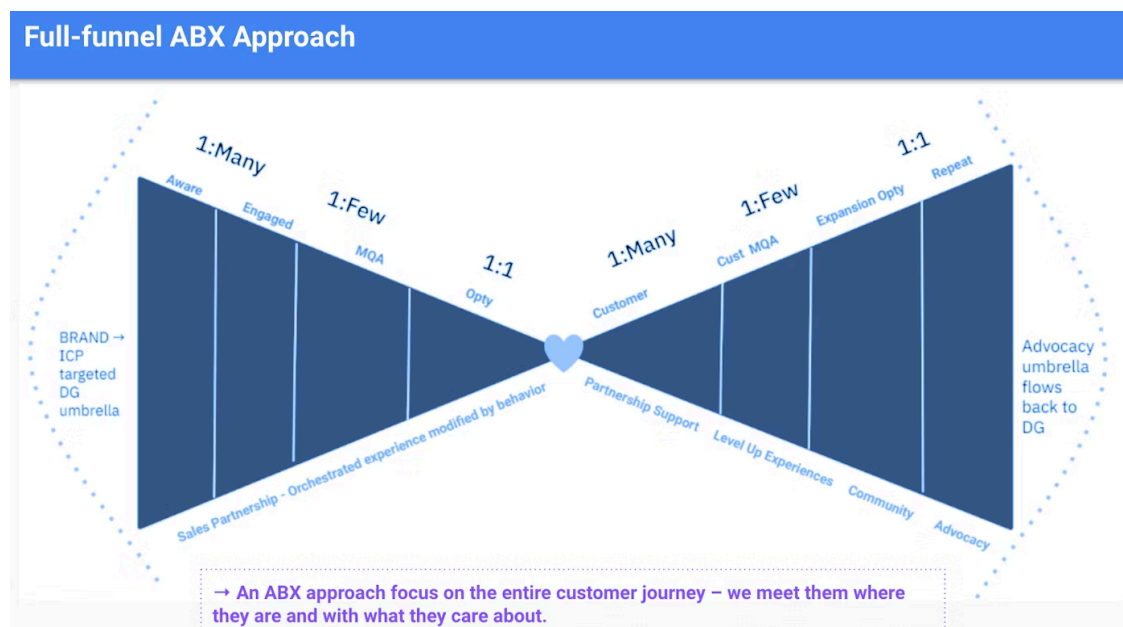 Full-funnel ABX Approach
1:Many
1:Few
1:1
Aware
Engaged
MQA
Opty
1:Many
1:Few
1:1
Customer
Cust MQA
Expansion Opty
Repeat
BRAND →
ICP
targeted
DG
umbrella
Advocacy
umbrella
flows
back to
DG
Sales Partnership - Orchestrated experience modified by behavior
Partnership Support
Level Up Experiences
Community
Advocacy
→ An ABX approach focus on the entire customer journey – we meet them where
they are and with what they care about.